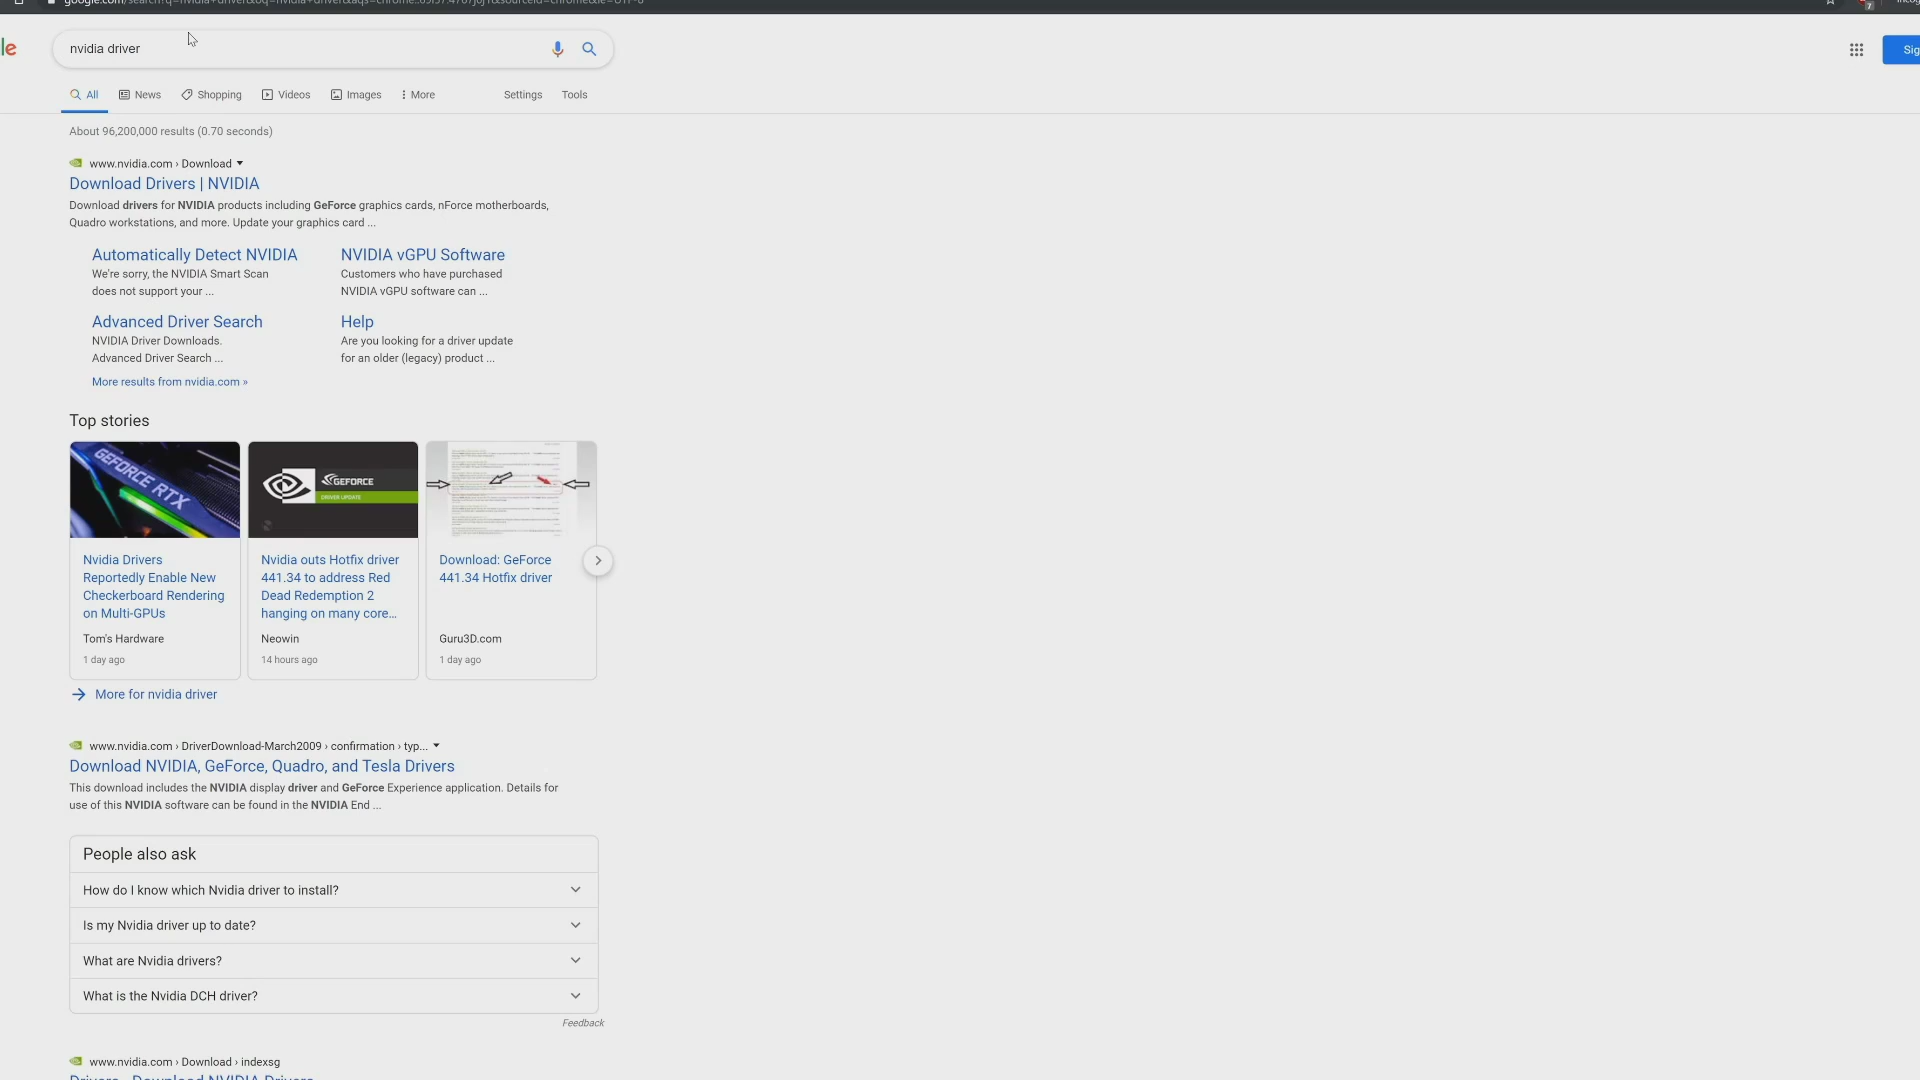 le
nvidia driver
Sig
All
News
Shopping
Videos
Images
More
Settings
Tools
About 96,200,000 results (0.70 seconds)
www.nvidia.com › Download
Download Drivers | NVIDIA
Download drivers for NVIDIA products including GeForce graphics cards, nForce motherboards,
Quadro workstations, and more. Update your graphics card ...
Automatically Detect NVIDIA
We're sorry, the NVIDIA Smart Scan
does not support your ...
NVIDIA vGPU Software
Customers who have purchased
NVIDIA vGPU software can ...
Advanced Driver Search
NVIDIA Driver Downloads.
Advanced Driver Search ...
Help
Are you looking for a driver update
for an older (legacy) product ...
More results from nvidia.com »
Top stories
GEFORCE RTX
GEFORCE
DRIVER UPDATE
Nvidia Drivers
Reportedly Enable New
Checkerboard Rendering
on Multi-GPUs
Tom's Hardware
1 day ago
Nvidia outs Hotfix driver
441.34 to address Red
Dead Redemption 2
hanging on many core...
Neowin
14 hours ago
Download: GeForce
441.34 Hotfix driver
Guru3D.com
1 day ago
More for nvidia driver
www.nvidia.com › DriverDownload-March2009 › confirmation › typ...
Download NVIDIA, GeForce, Quadro, and Tesla Drivers
This download includes the NVIDIA display driver and GeForce Experience application. Details for
use of this NVIDIA software can be found in the NVIDIA End ...
People also ask
How do I know which Nvidia driver to install?
Is my Nvidia driver up to date?
What are Nvidia drivers?
What is the Nvidia DCH driver?
Feedback
www.nvidia.com › Download › indexsg
Drivers - Download NVIDIA Drivers